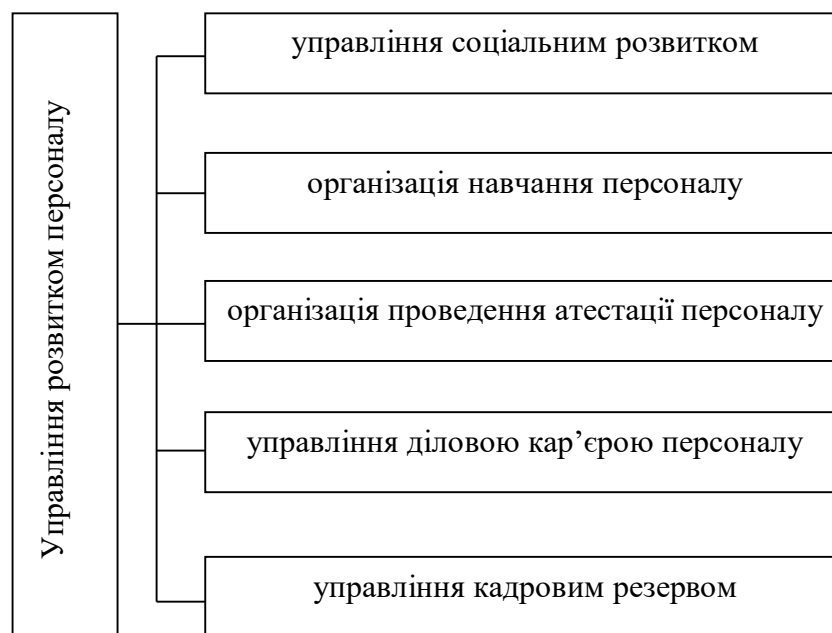 Управління розвитком персоналу
управління соціальним розвитком
організація навчання персоналу
організація проведення атестації персоналу
управління діловою кар’єрою персоналу
управління кадровим резервом